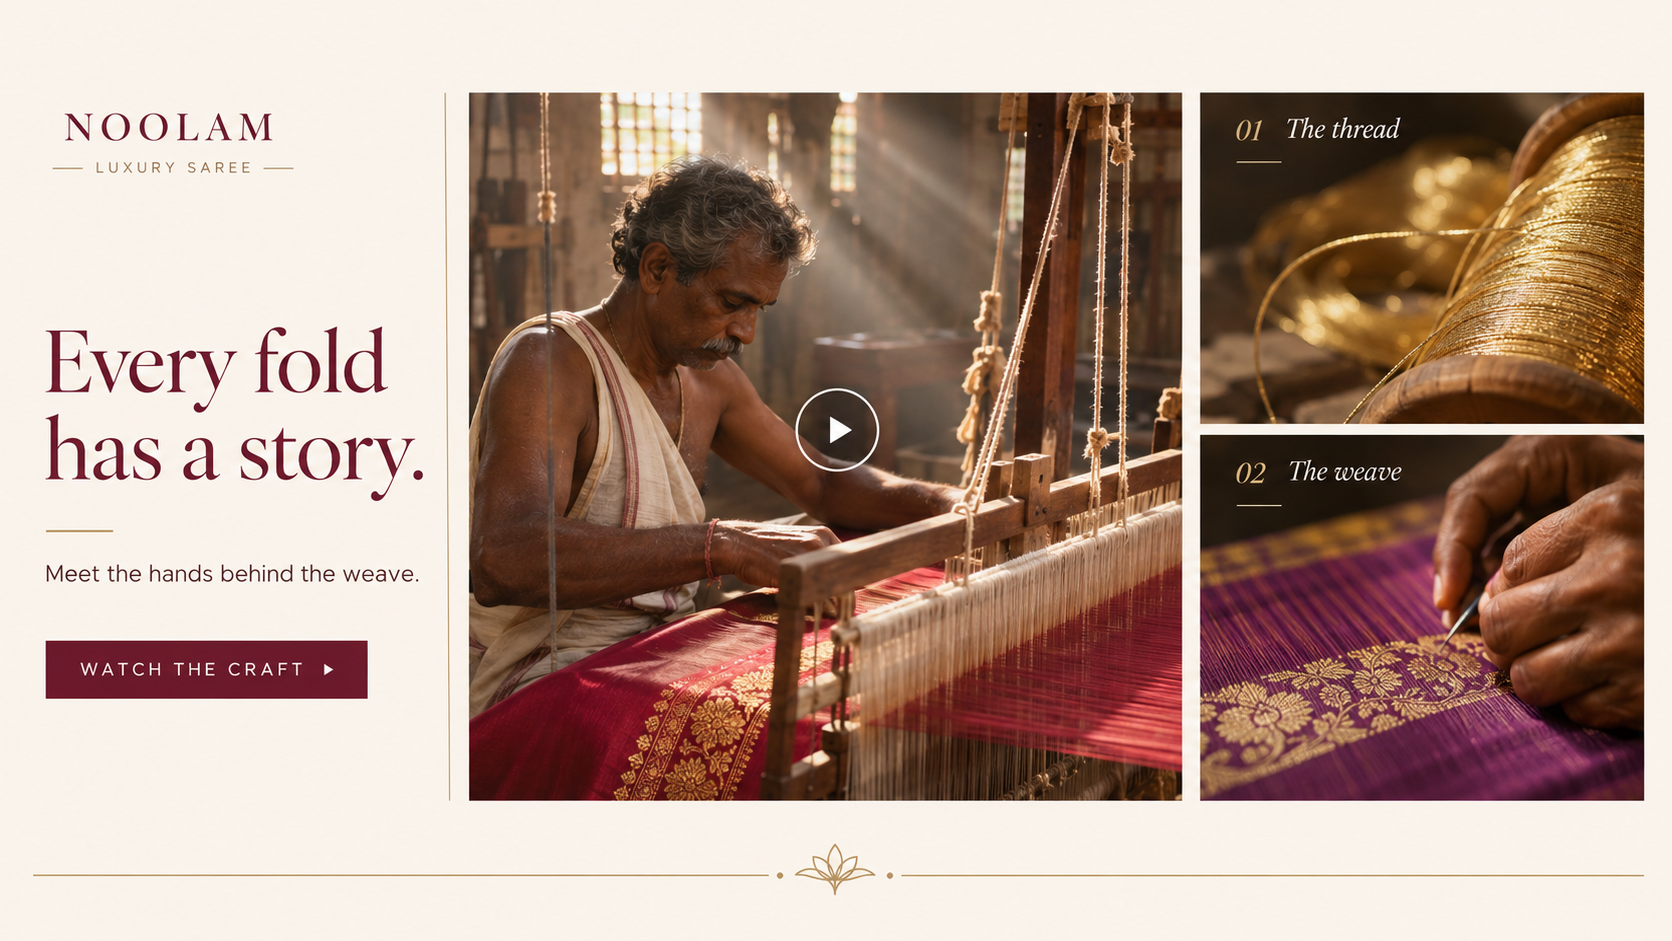 NOOLAM
LUXURY SAREE
Every fold
has a story.
Meet the hands behind the weave.
WATCH THE CRAFT
01 The thread
02 The weave